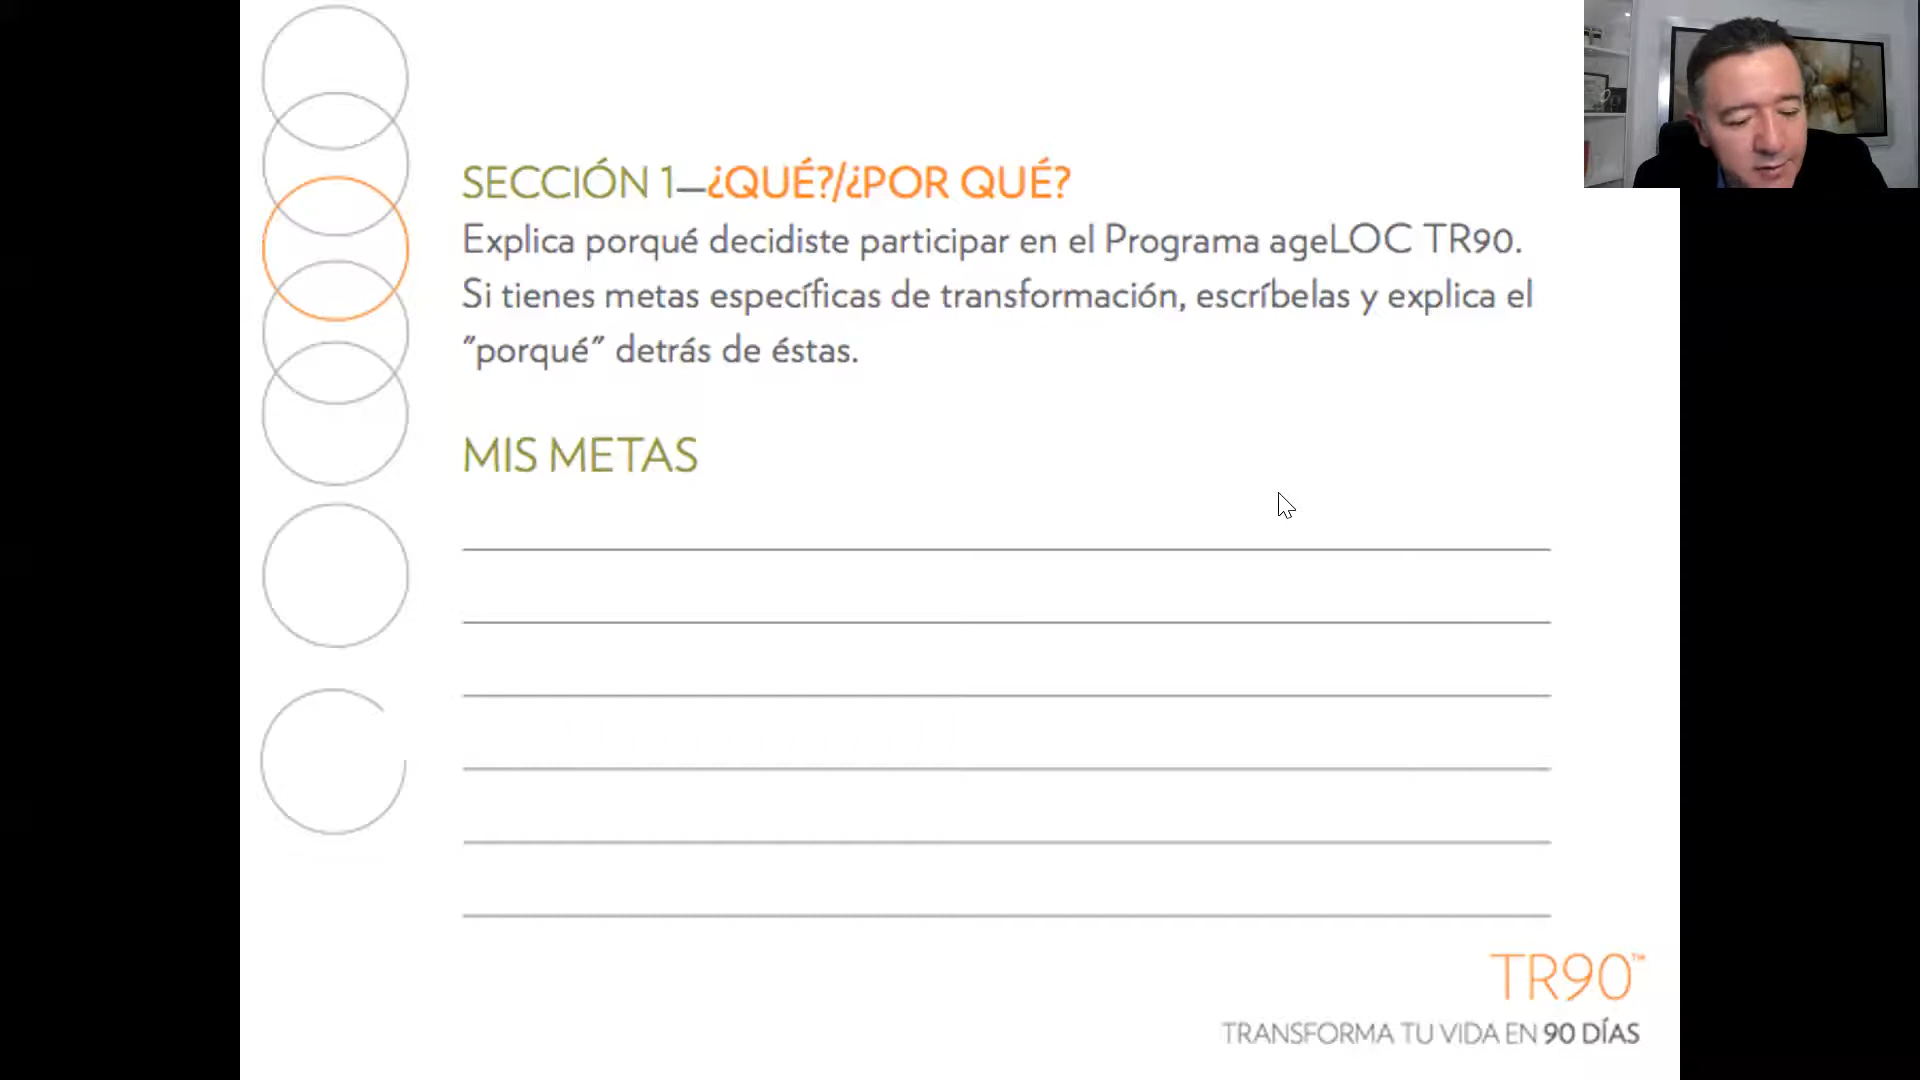 SECCIÓN 1—¿QUÉ?/¿POR QUÉ?
Explica porqué decidiste participar en el Programa ageLOC TR90.
Si tienes metas específicas de transformación, escríbelas y explica el
"porqué" detrás de éstas.
MIS METAS
TR90™
TRANSFORMA TU VIDA EN 90 DÍAS